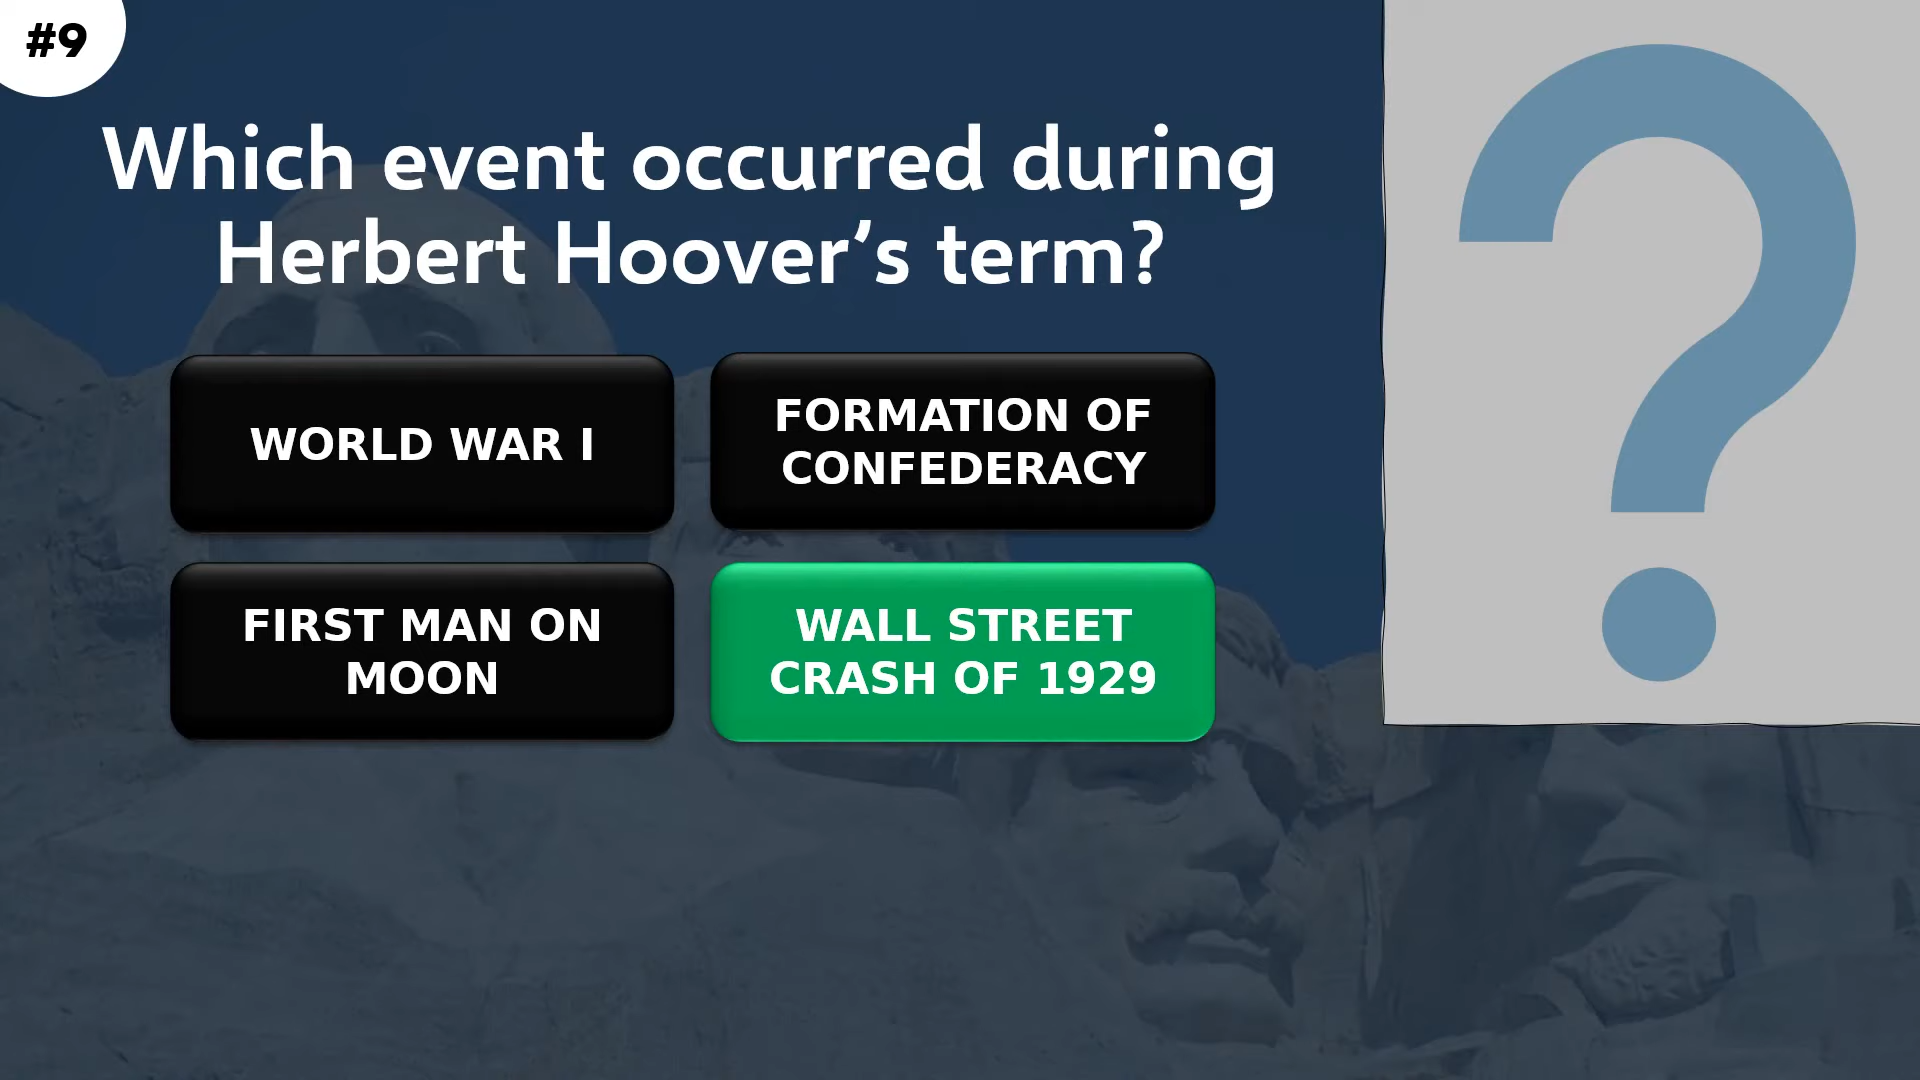 #9
Which event occurred during
Herbert Hoover’s term?
WORLD WAR I
FORMATION OF
CONFEDERACY
FIRST MAN ON
MOON
WALL STREET
CRASH OF 1929
?